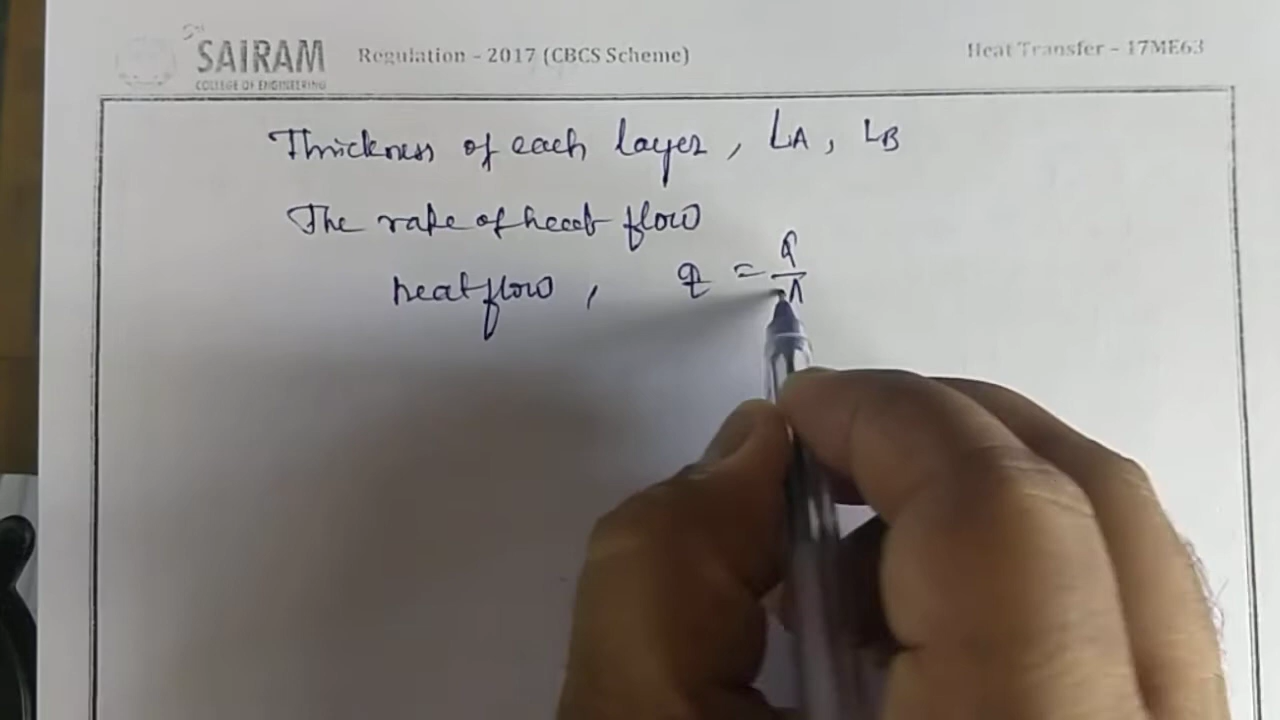 SAIRAM
COLLEGE OF ENGINEERING
Regulation – 2017 (CBCS Scheme)
Heat Transfer – 17ME63
Thickness of each layer, LA, LB
The rate of heat flow
heat flow, q = Q/A